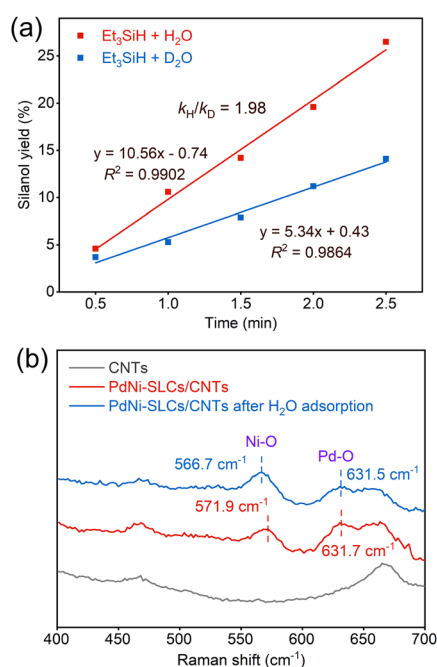 (a)
Et₃SiH + H₂O
Et₃SiH + D₂O
25
20
15
10
5
0
Silanol yield (%)
k_H/k_D = 1.98
y = 10.56x - 0.74
R² = 0.9902
y = 5.34x + 0.43
R² = 0.9864
0.5 1.0 1.5 2.0 2.5
Time (min)
(b)
CNTs
PdNi-SLCs/CNTs
PdNi-SLCs/CNTs after H₂O adsorption
Ni-O
Pd-O
566.7 cm⁻¹
631.5 cm⁻¹
571.9 cm⁻¹
631.7 cm⁻¹
400 450 500 550 600 650 700
Raman shift (cm⁻¹)